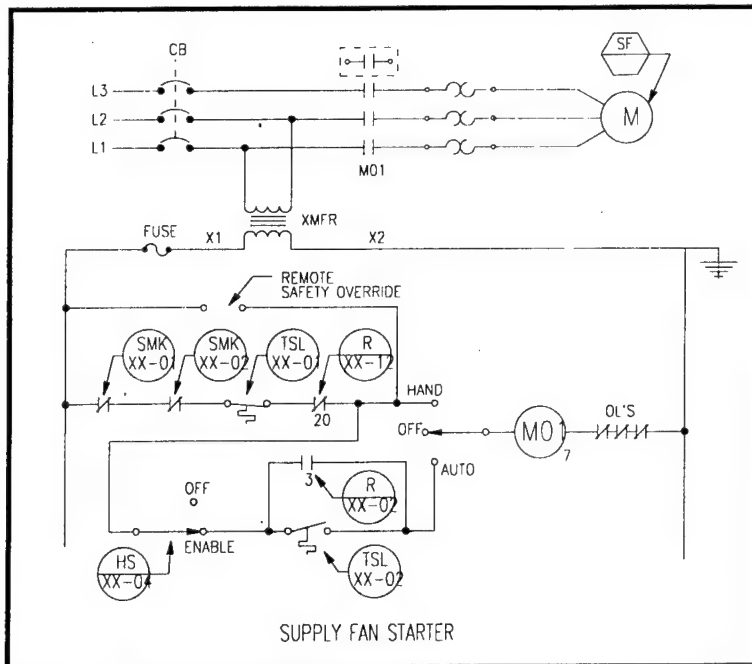 CB
SF
L3
L2
M
L1
M01
XMFR
FUSE
X1
X2
REMOTE
SAFETY OVERRIDE
SMK
XX-01
SMK
XX-02
TSL
XX-01
R
XX-12
20
HAND
OFF
M01
7
OL'S
AUTO
3
R
XX-02
OFF
ENABLE
HS
XX-04
TSL
XX-02
SUPPLY FAN STARTER